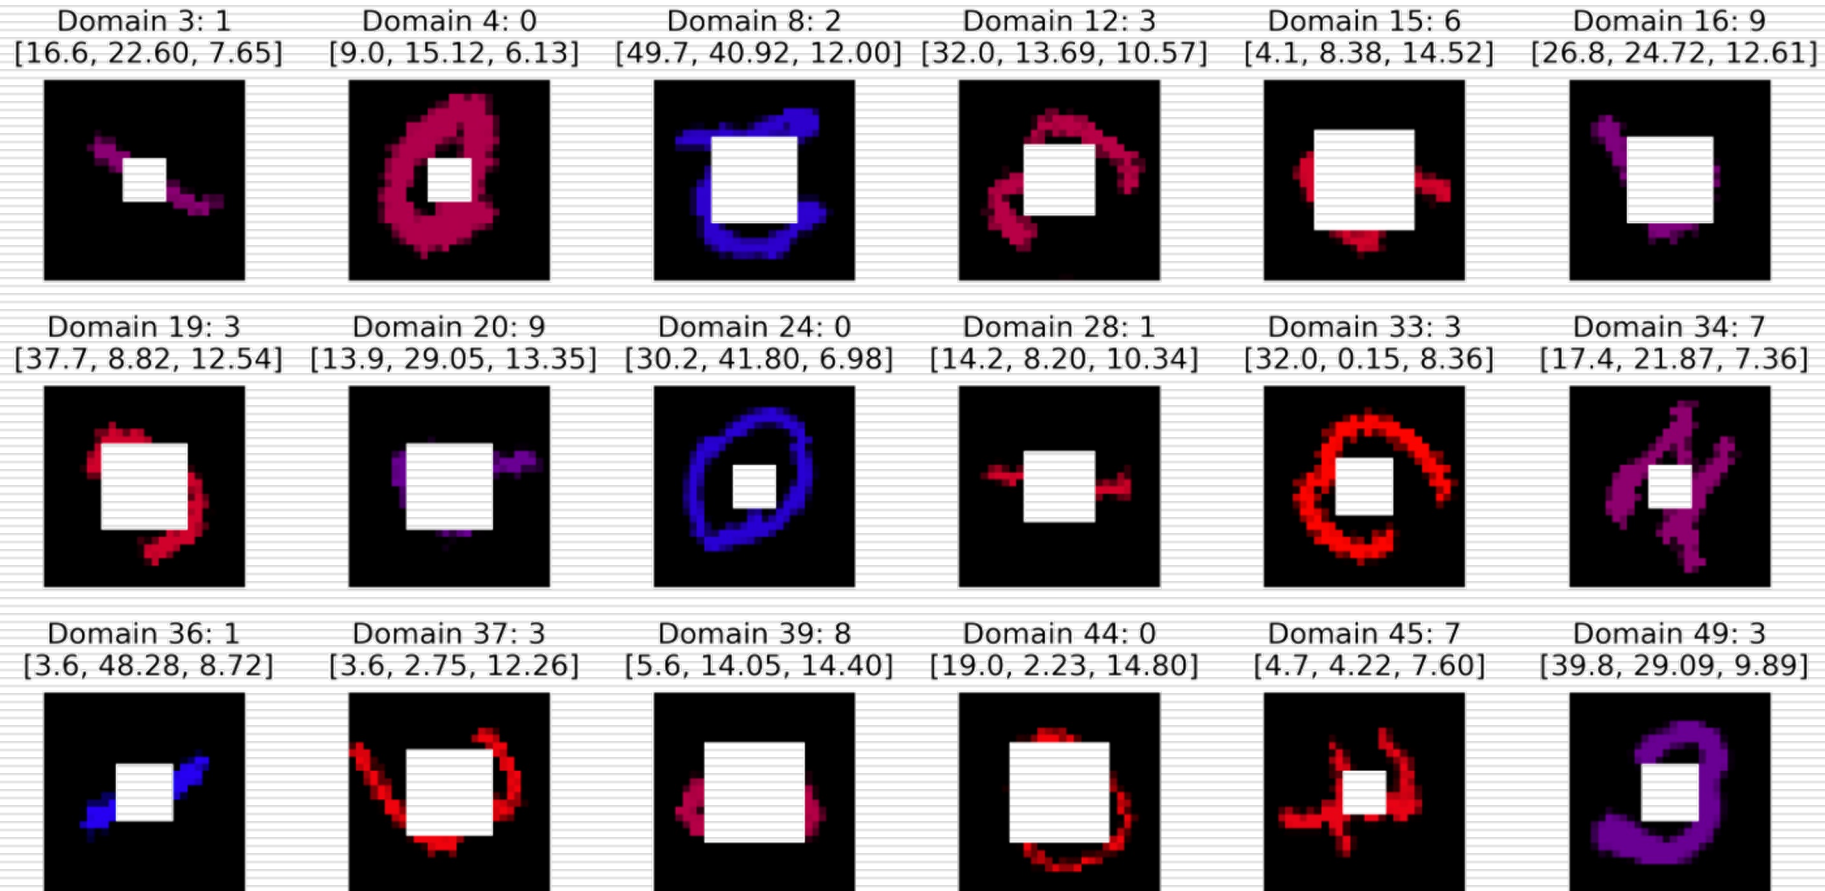 Domain 3: 1 Domain 4: 0 Domain 8: 2 Domain 12: 3 Domain 15: 6 Domain 16: 9
[16.6, 22.60, 7.65] [9.0, 15.12, 6.13] [49.7, 40.92, 12.00] [32.0, 13.69, 10.57] [4.1, 8.38, 14.52] [26.8, 24.72, 12.61]
Domain 19: 3 Domain 20: 9 Domain 24: 0 Domain 28: 1 Domain 33: 3 Domain 34: 7
[37.7, 8.82, 12.54] [13.9, 29.05, 13.35] [30.2, 41.80, 6.98] [14.2, 8.20, 10.34] [32.0, 0.15, 8.36] [17.4, 21.87, 7.36]
Domain 36: 1 Domain 37: 3 Domain 39: 8 Domain 44: 0 Domain 45: 7 Domain 49: 3
[3.6, 48.28, 8.72] [3.6, 2.75, 12.26] [5.6, 14.05, 14.40] [19.0, 2.23, 14.80] [4.7, 4.22, 7.60] [39.8, 29.09, 9.89]